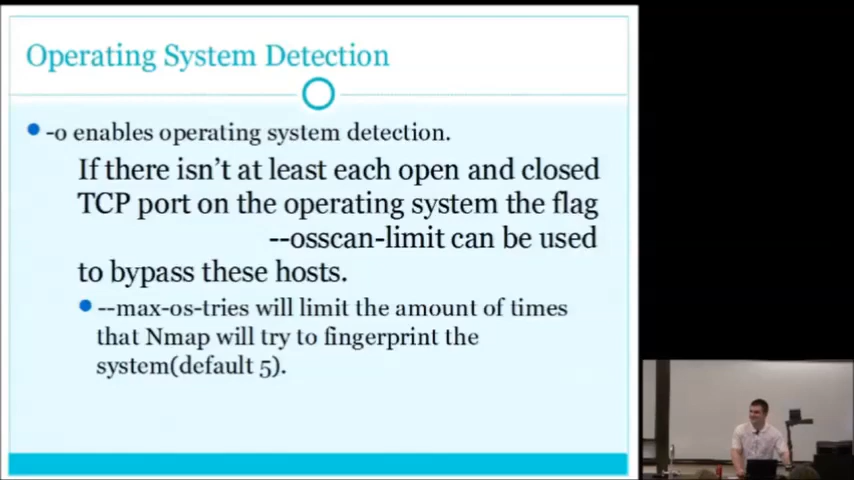 Operating System Detection
-o enables operating system detection.
If there isn't at least each open and closed
TCP port on the operating system the flag
--osscan-limit can be used
to bypass these hosts.
--max-os-tries will limit the amount of times
that Nmap will try to fingerprint the
system(default 5).